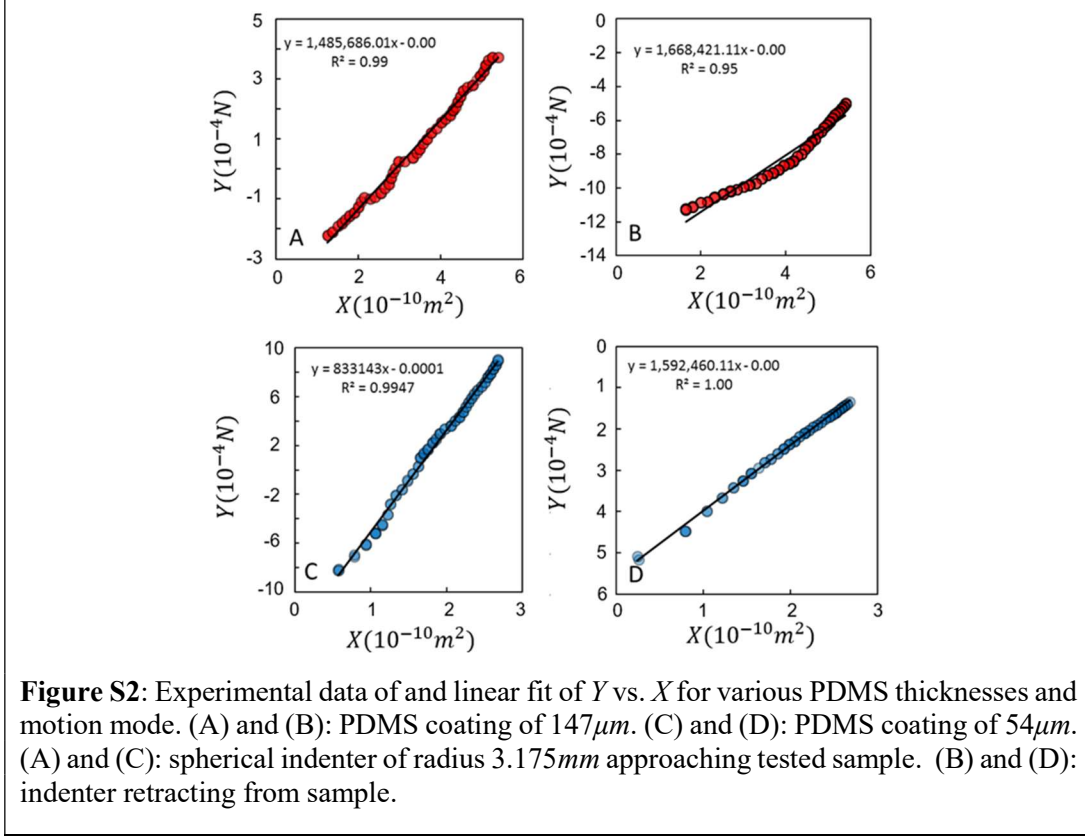 5
3
1
-1
-3
y = 1,485,686.01x - 0.00
R² = 0.99
Y(10⁻⁴N)
A
0 2 4 6
X(10⁻¹⁰m²)
0
-2
-4
-6
-8
-10
-12
-14
y = 1,668,421.11x - 0.00
R² = 0.95
Y(10⁻⁴N)
B
0 2 4 6
X(10⁻¹⁰m²)
10
6
2
-2
-6
-10
y = 833143x - 0.0001
R² = 0.9947
Y(10⁻⁴N)
C
0 1 2 3
X(10⁻¹⁰m²)
0
1
2
3
4
5
6
y = 1,592,460.11x - 0.00
R² = 1.00
Y(10⁻⁴N)
D
0 1 2 3
X(10⁻¹⁰m²)
Figure S2: Experimental data of and linear fit of Y vs. X for various PDMS thicknesses and
motion mode. (A) and (B): PDMS coating of 147μm. (C) and (D): PDMS coating of 54μm.
(A) and (C): spherical indenter of radius 3.175mm approaching tested sample. (B) and (D):
indenter retracting from sample.